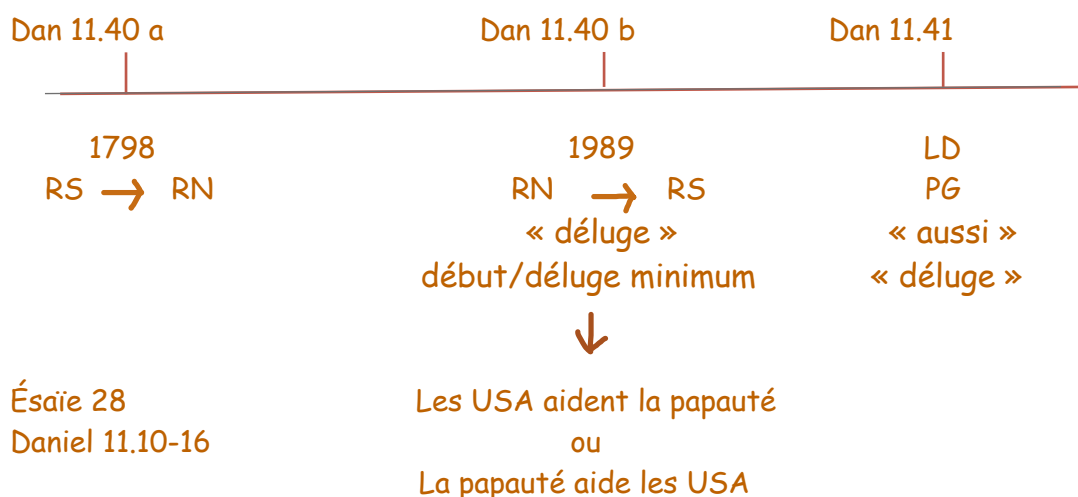 Dan 11.40 a Dan 11.40 b Dan 11.41
1798 1989 LD
RS → RN RN → RS PG
« déluge » « aussi »
début/déluge minimum « déluge »
Ésaïe 28 Les USA aident la papauté
Daniel 11.10-16 ou
La papauté aide les USA